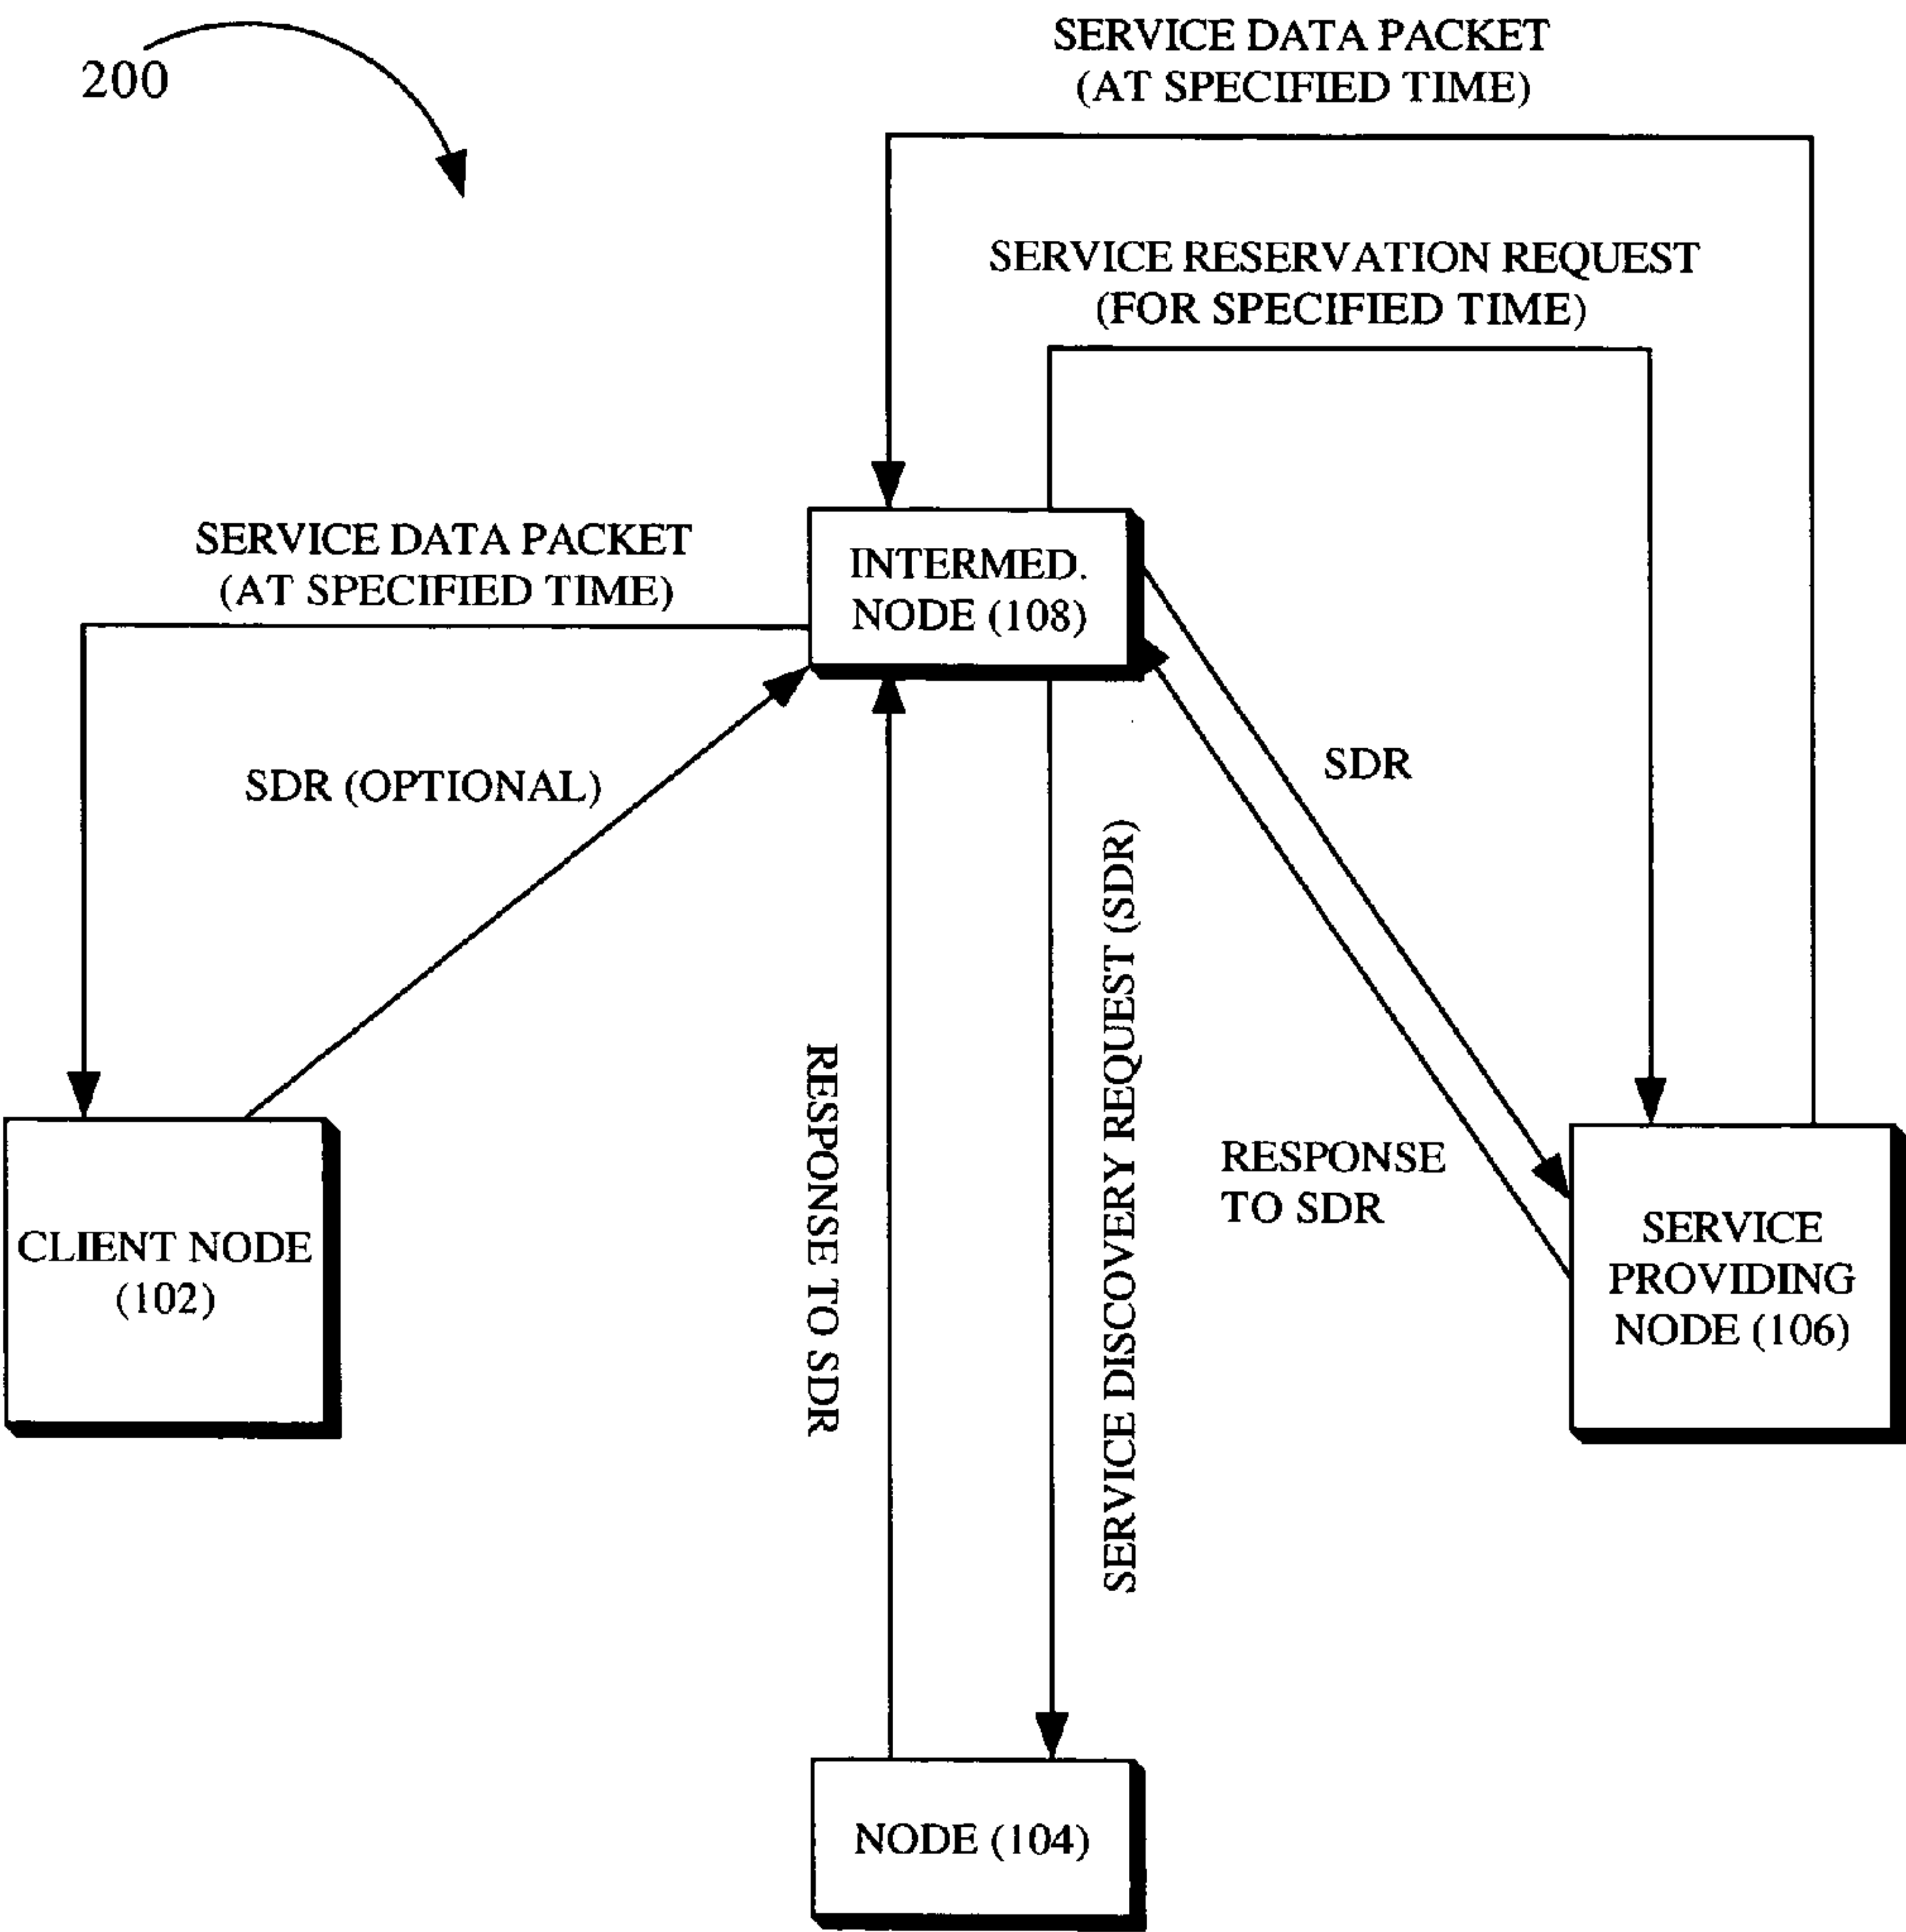 200
SERVICE DATA PACKET
(AT SPECIFIED TIME)
SERVICE RESERVATION REQUEST
(FOR SPECIFIED TIME)
SERVICE DATA PACKET
(AT SPECIFIED TIME)
INTERMED.
NODE (108)
SDR (OPTIONAL)
SDR
RESPONSE TO SDR
SERVICE DISCOVERY REQUEST (SDR)
RESPONSE
TO SDR
CLIENT NODE
(102)
SERVICE
PROVIDING
NODE (106)
NODE (104)